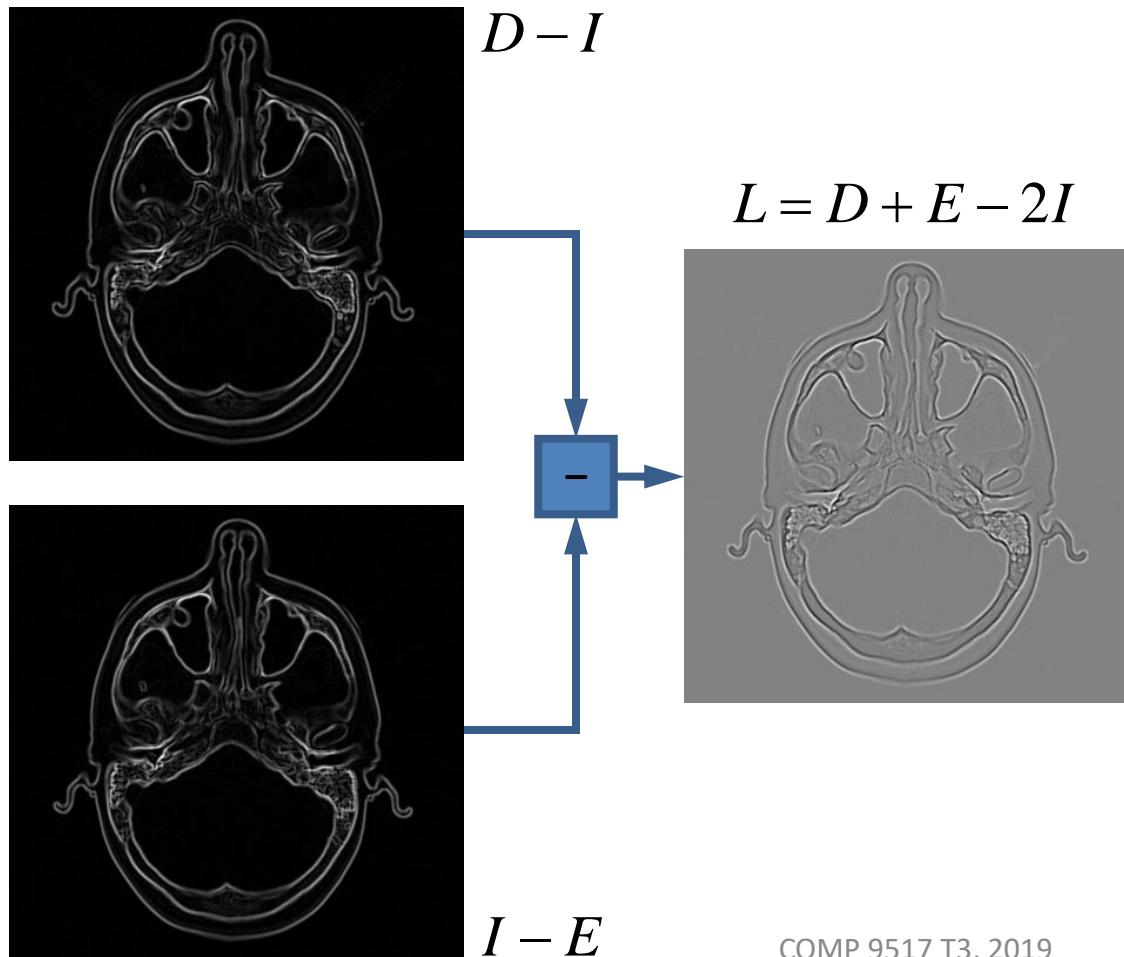 D − I
L = D + E − 2I
−
I − E
COMP 9517 T3, 2019